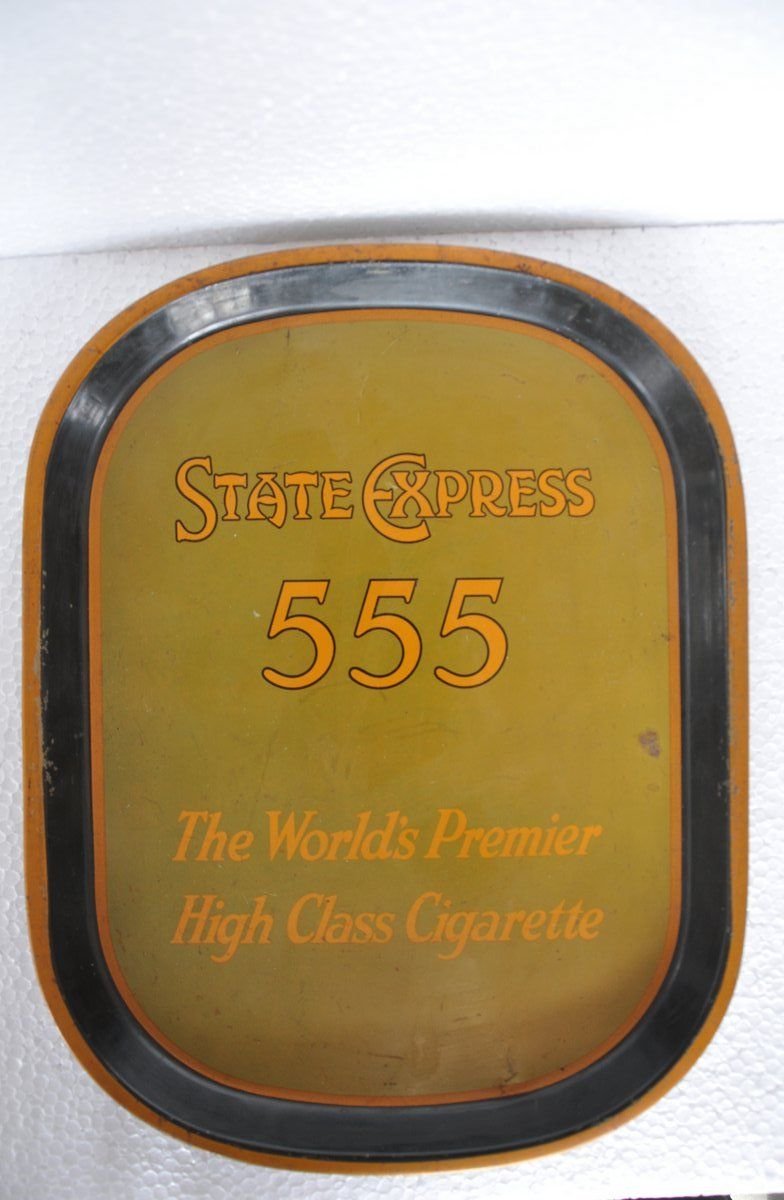 STATE EXPRESS
555
The World's Premier
High Class Cigarette